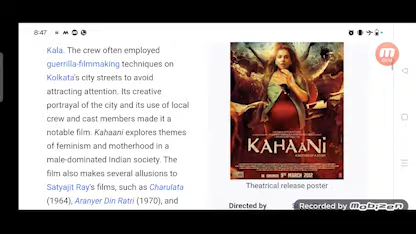 8:47
Kala. The crew often employed
guerrilla-filmmaking techniques on
Kolkata's city streets to avoid
attracting attention. Its creative
portrayal of the city and its use of local
crew and cast members made it a
notable film. Kahaani explores themes
of feminism and motherhood in a
male-dominated Indian society. The
film also makes several allusions to
Satyajit Ray's films, such as Charulata
(1964), Aranyer Din Ratri (1970), and
KAHAANI
9th MARCH 2012
Theatrical release poster
Directed by
Recorded by mobizen